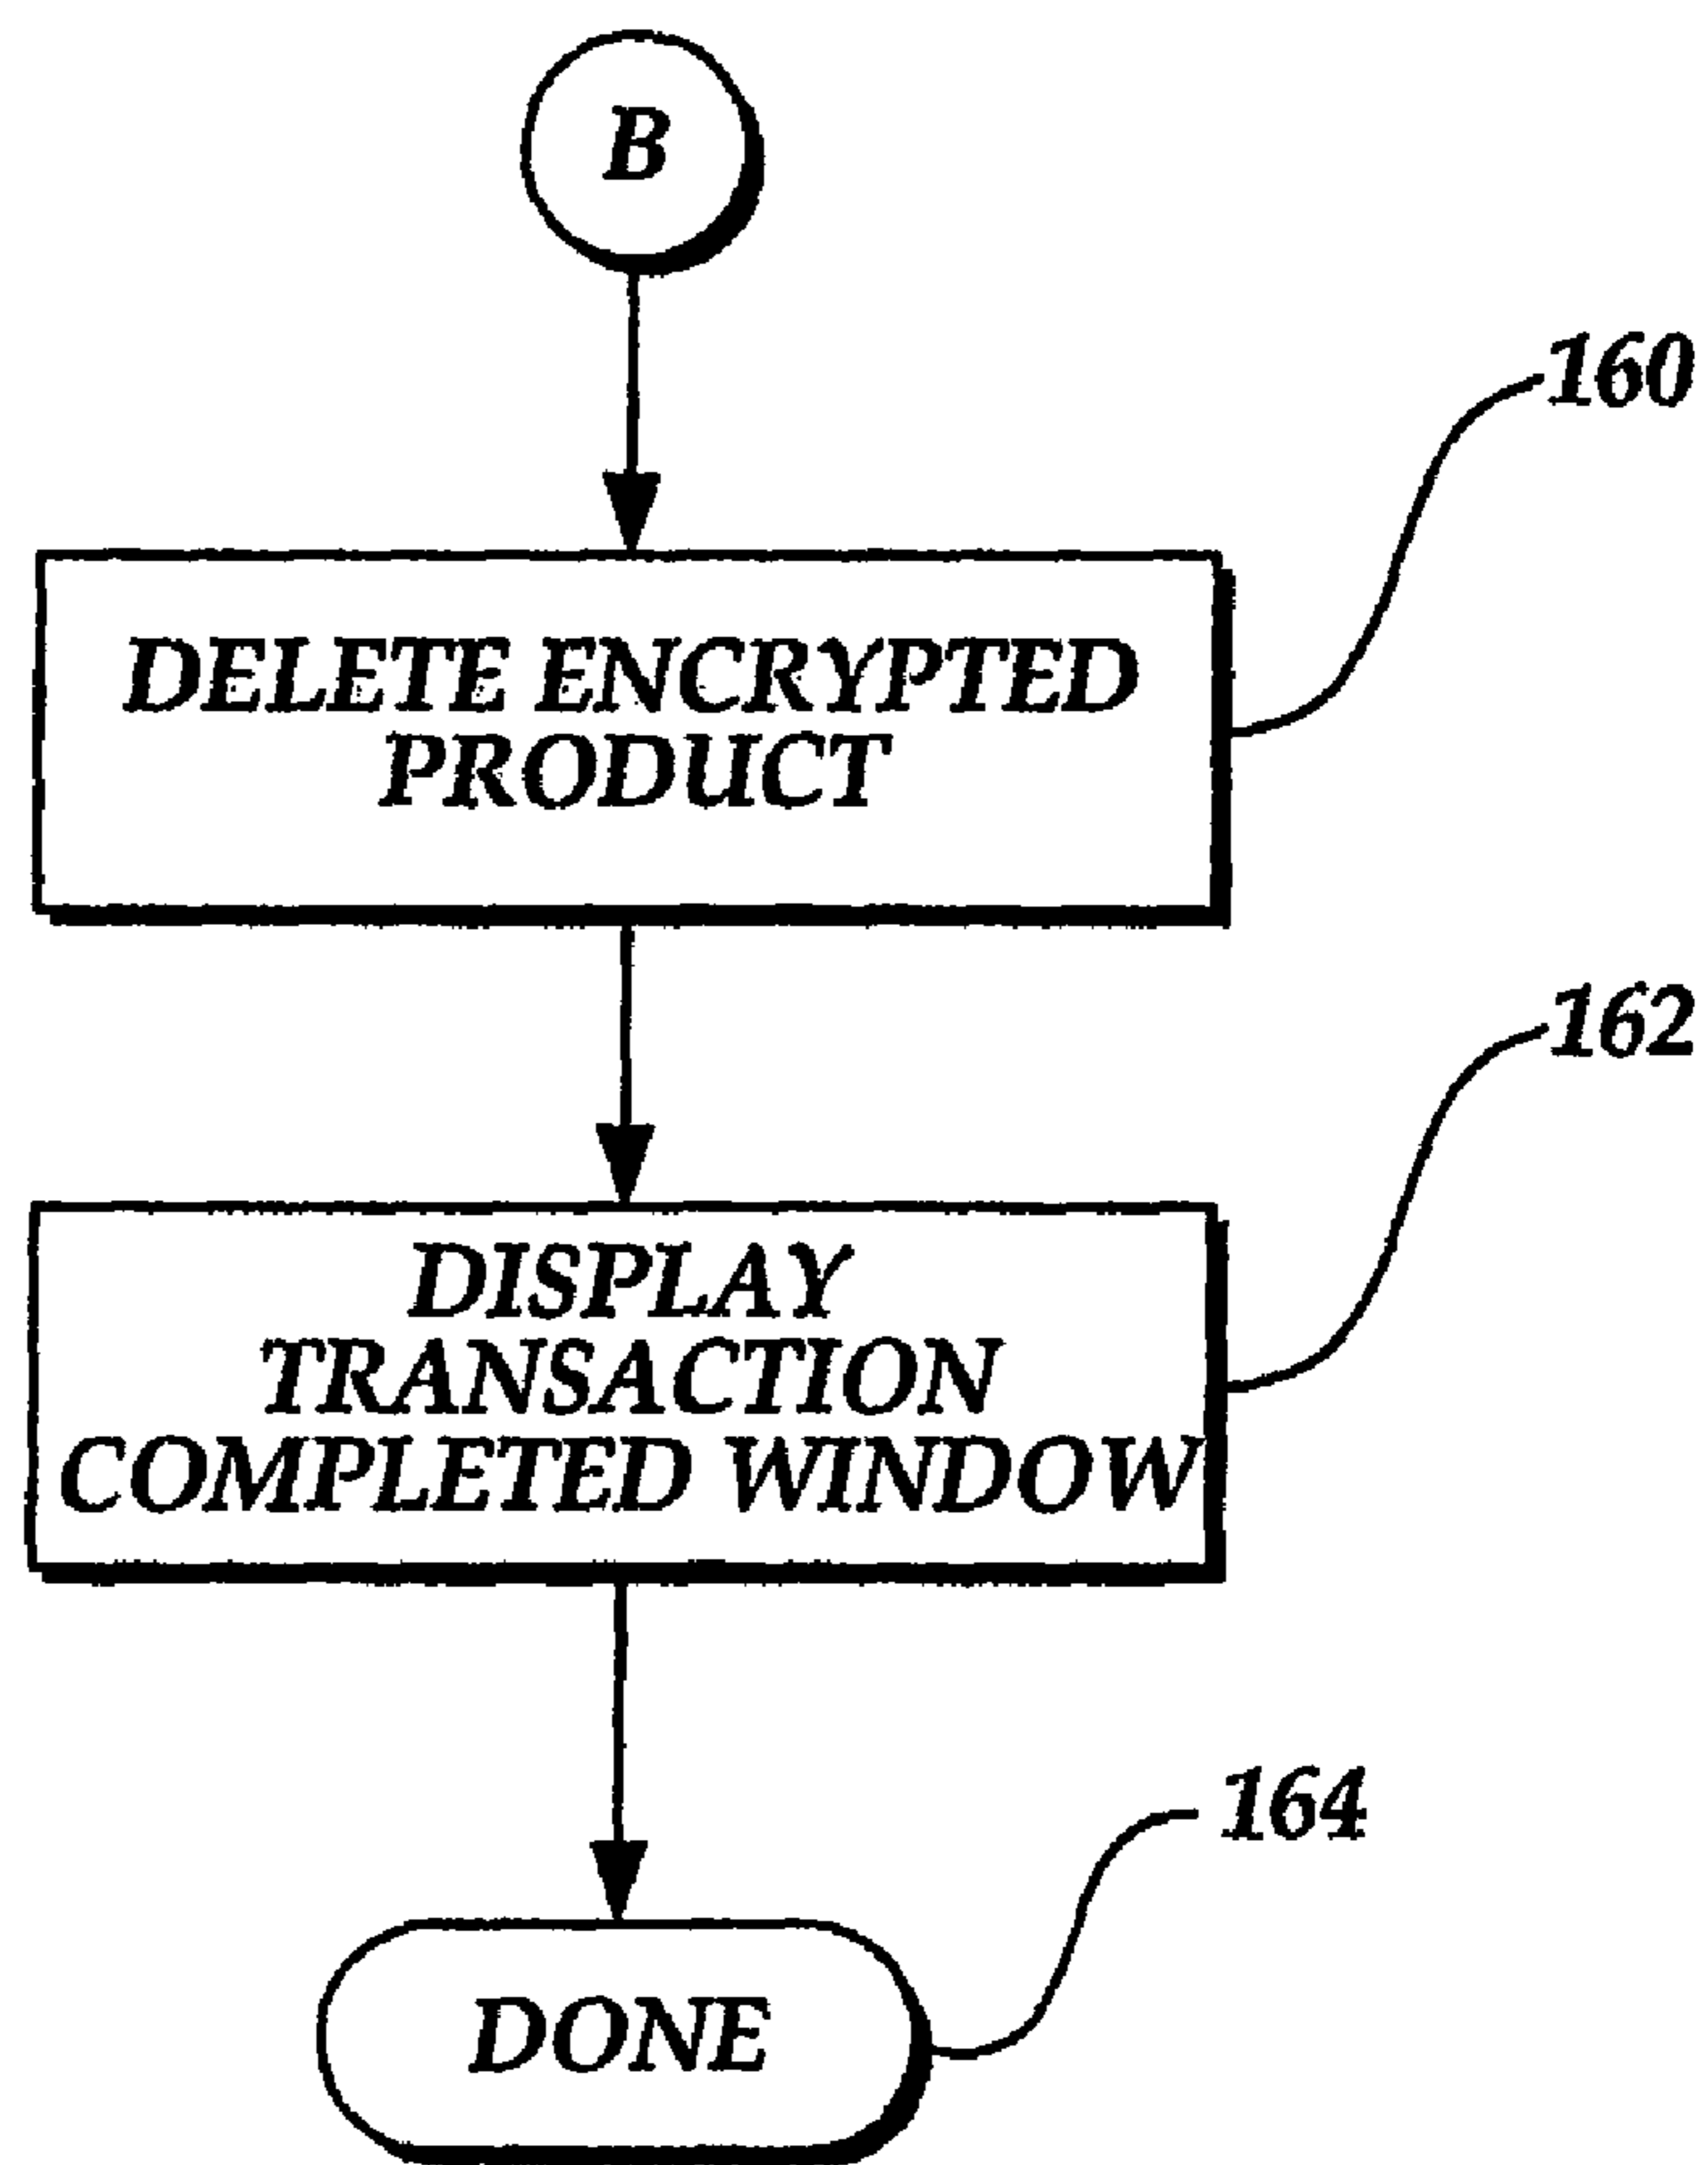 B
160
DELETE ENCRYPTED
PRODUCT
162
DISPLAY
TRANSACTION
COMPLETED WINDOW
164
DONE